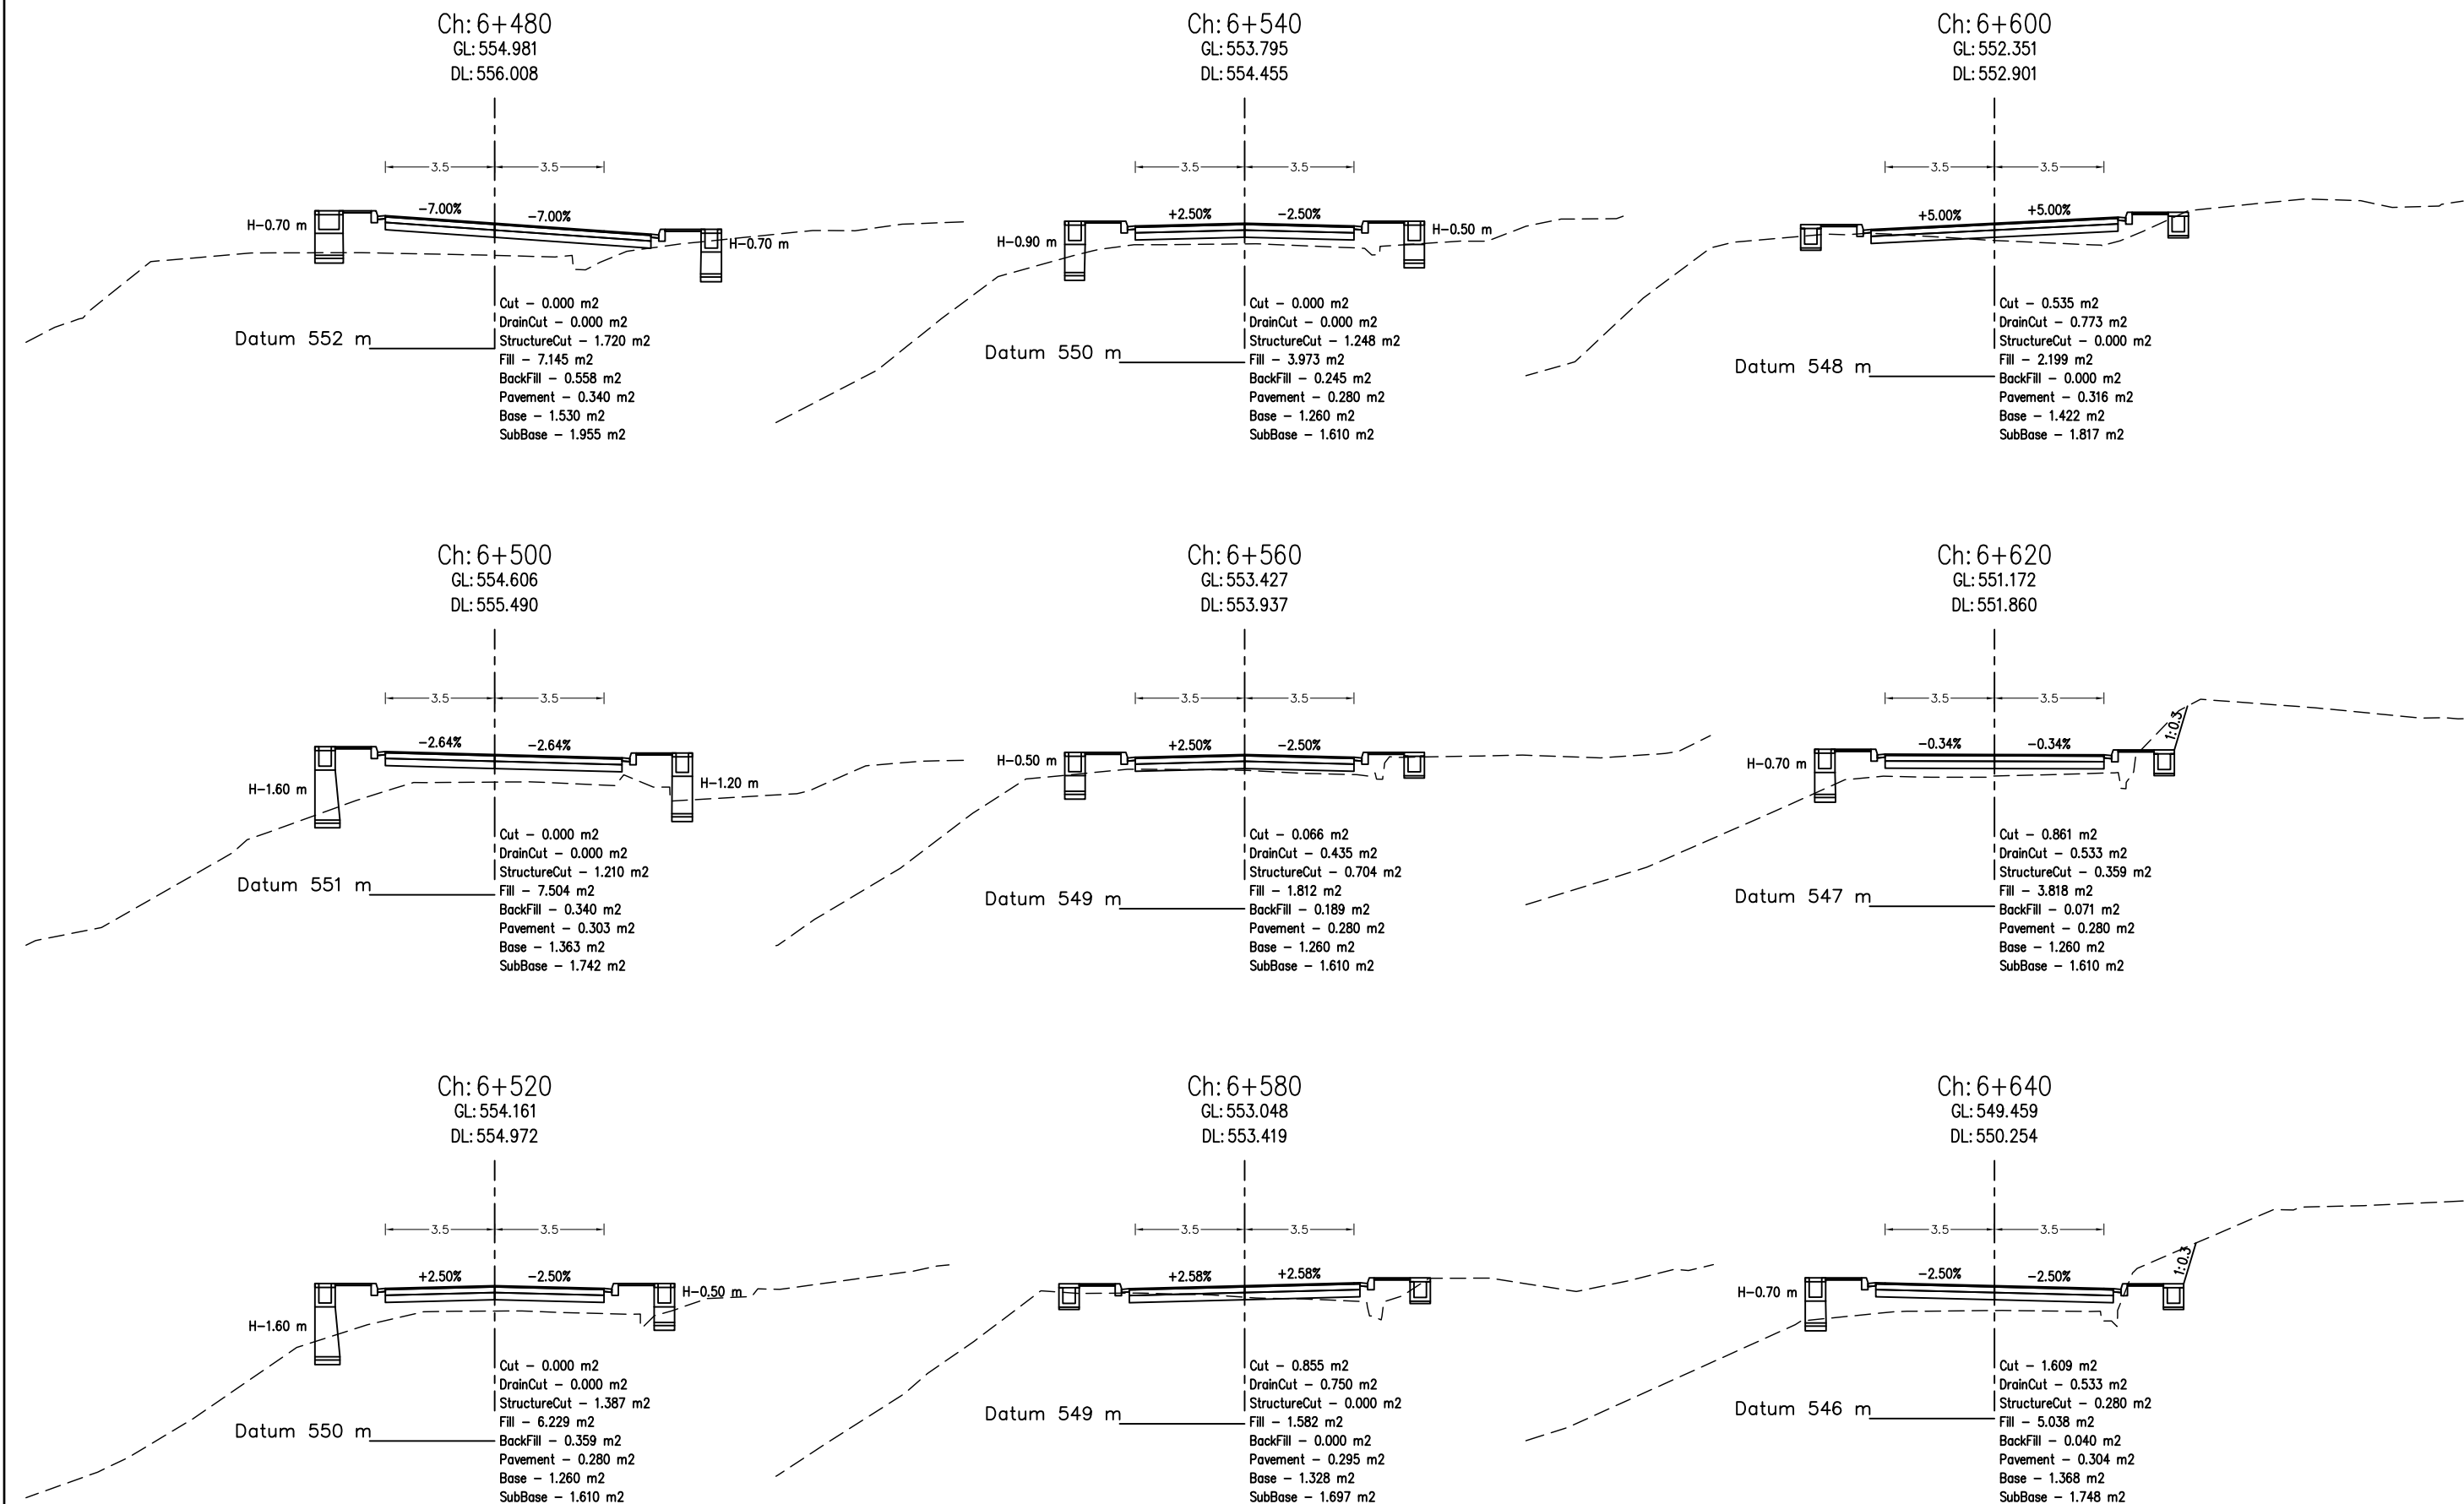 Ch: 6+480
GL: 554.981
DL: 556.008
3.5 3.5
-7.00% -7.00%
H-0.70 m
H-0.70 m
Datum 552 m
Cut - 0.000 m2
DrainCut - 0.000 m2
StructureCut - 1.720 m2
Fill - 7.145 m2
BackFill - 0.558 m2
Pavement - 0.340 m2
Base - 1.530 m2
SubBase - 1.955 m2
Ch: 6+540
GL: 553.795
DL: 554.455
3.5 3.5
+2.50% -2.50%
H-0.90 m
H-0.50 m
Datum 550 m
Cut - 0.000 m2
DrainCut - 0.000 m2
StructureCut - 1.248 m2
Fill - 3.973 m2
BackFill - 0.245 m2
Pavement - 0.280 m2
Base - 1.260 m2
SubBase - 1.610 m2
Ch: 6+600
GL: 552.351
DL: 552.901
3.5 3.5
+5.00% +5.00%
Datum 548 m
Cut - 0.535 m2
DrainCut - 0.773 m2
StructureCut - 0.000 m2
Fill - 2.199 m2
BackFill - 0.000 m2
Pavement - 0.316 m2
Base - 1.422 m2
SubBase - 1.817 m2
Ch: 6+500
GL: 554.606
DL: 555.490
3.5 3.5
-2.64% -2.64%
H-1.60 m
H-1.20 m
Datum 551 m
Cut - 0.000 m2
DrainCut - 0.000 m2
StructureCut - 1.210 m2
Fill - 7.504 m2
BackFill - 0.340 m2
Pavement - 0.303 m2
Base - 1.363 m2
SubBase - 1.742 m2
Ch: 6+560
GL: 553.427
DL: 553.937
3.5 3.5
+2.50% -2.50%
H-0.50 m
Datum 549 m
Cut - 0.066 m2
DrainCut - 0.435 m2
StructureCut - 0.704 m2
Fill - 1.812 m2
BackFill - 0.189 m2
Pavement - 0.280 m2
Base - 1.260 m2
SubBase - 1.610 m2
Ch: 6+620
GL: 551.172
DL: 551.860
3.5 3.5
-0.34% -0.34%
1:0.3
H-0.70 m
Datum 547 m
Cut - 0.861 m2
DrainCut - 0.533 m2
StructureCut - 0.359 m2
Fill - 3.818 m2
BackFill - 0.071 m2
Pavement - 0.280 m2
Base - 1.260 m2
SubBase - 1.610 m2
Ch: 6+520
GL: 554.161
DL: 554.972
3.5 3.5
+2.50% -2.50%
H-0.50 m
H-1.60 m
Datum 550 m
Cut - 0.000 m2
DrainCut - 0.000 m2
StructureCut - 1.387 m2
Fill - 6.229 m2
BackFill - 0.359 m2
Pavement - 0.280 m2
Base - 1.260 m2
SubBase - 1.610 m2
Ch: 6+580
GL: 553.048
DL: 553.419
3.5 3.5
+2.58% +2.58%
Datum 549 m
Cut - 0.855 m2
DrainCut - 0.750 m2
StructureCut - 0.000 m2
Fill - 1.582 m2
BackFill - 0.000 m2
Pavement - 0.295 m2
Base - 1.328 m2
SubBase - 1.697 m2
Ch: 6+640
GL: 549.459
DL: 550.254
3.5 3.5
-2.50% -2.50%
1:0.3
H-0.70 m
Datum 546 m
Cut - 1.609 m2
DrainCut - 0.533 m2
StructureCut - 0.280 m2
Fill - 5.038 m2
BackFill - 0.040 m2
Pavement - 0.304 m2
Base - 1.368 m2
SubBase - 1.748 m2